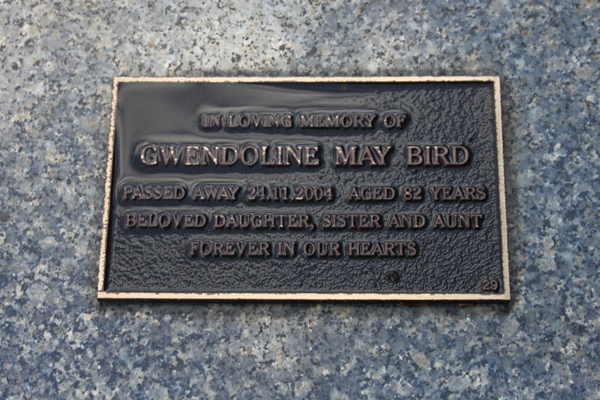 IN LOVING MEMORY OF
GWENDOLINE MAY BIRD
PASSED AWAY 24.11.2004 AGED 82 YEARS
BELOVED DAUGHTER, SISTER AND AUNT
FOREVER IN OUR HEARTS
29